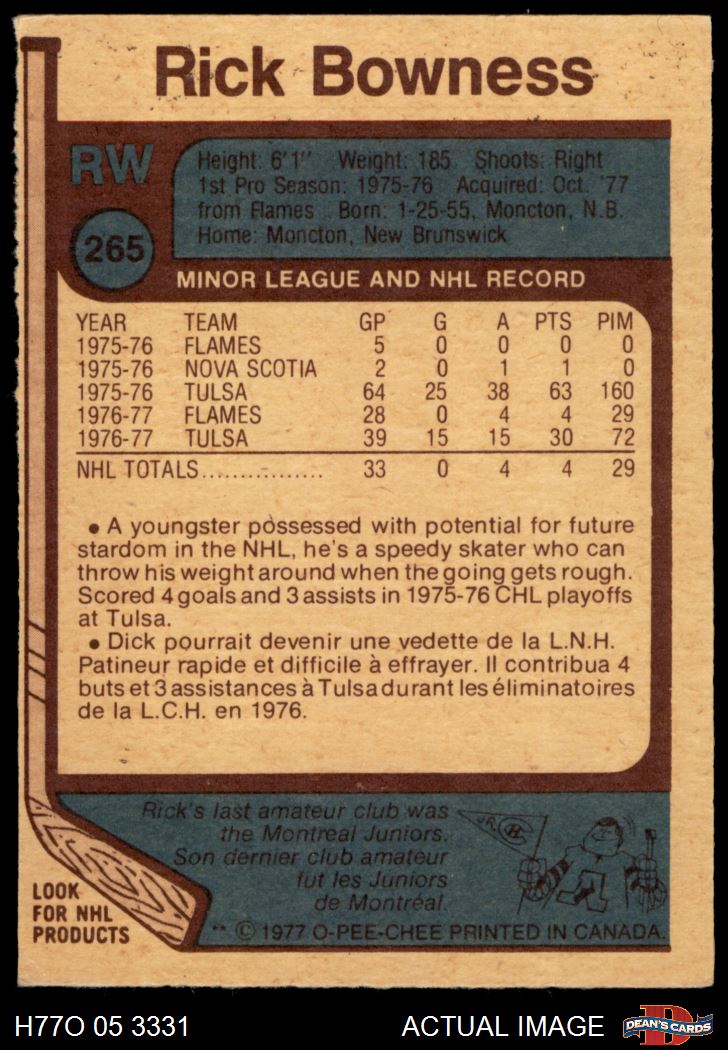 Rick Bowness
RW
265
Height: 6'1" Weight: 185 Shoots: Right
1st Pro Season: 1975-76 Acquired: Oct. '77
from Flames Born: 1-25-55, Moncton, N.B.
Home: Moncton, New Brunswick
MINOR LEAGUE AND NHL RECORD
YEAR TEAM GP G A PTS PIM
1975-76 FLAMES 5 0 0 0 0
1975-76 NOVA SCOTIA 2 0 1 1 0
1975-76 TULSA 64 25 38 63 160
1976-77 FLAMES 28 0 4 4 29
1976-77 TULSA 39 15 15 30 72
NHL TOTALS................ 33 0 4 4 29
• A youngster possessed with potential for future
stardom in the NHL, he's a speedy skater who can
throw his weight around when the going gets rough.
Scored 4 goals and 3 assists in 1975-76 CHL playoffs
at Tulsa.
• Dick pourrait devenir une vedette de la L.N.H.
Patineur rapide et difficile à effrayer. Il contribua 4
buts et 3 assistances à Tulsa durant les éliminatoires
de la L.C.H. en 1976.
Rick's last amateur club was
the Montreal Juniors.
Son dernier club amateur
fut les Juniors
de Montréal.
JR. CH
LOOK
FOR NHL
PRODUCTS
** © 1977 O-PEE-CHEE PRINTED IN CANADA.
H77O 05 3331 ACTUAL IMAGE
D
DEAN'S CARDS